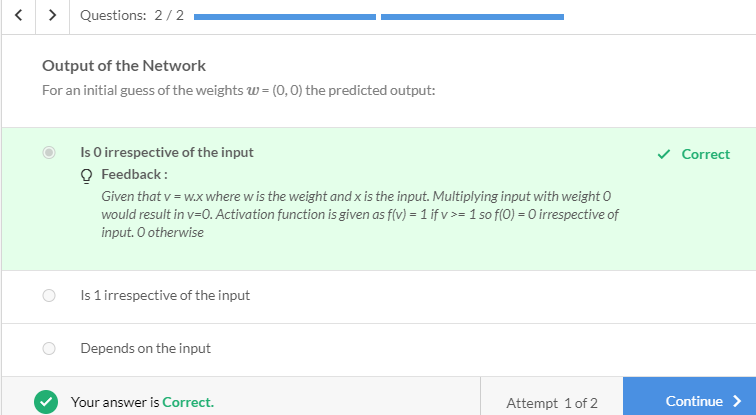 Questions: 2 / 2
Output of the Network
For an initial guess of the weights w = (0, 0) the predicted output:
Is 0 irrespective of the input
Correct
Feedback :
Given that v = w.x where w is the weight and x is the input. Multiplying input with weight 0
would result in v=0. Activation function is given as f(v) = 1 if v >= 1 so f(0) = 0 irrespective of
input. 0 otherwise
Is 1 irrespective of the input
Depends on the input
Your answer is Correct.
Attempt 1 of 2
Continue